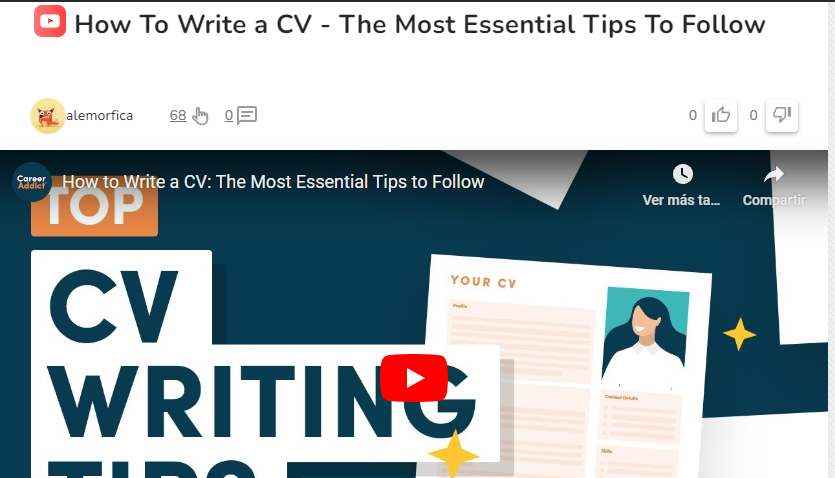 How To Write a CV - The Most Essential Tips To Follow
alemorfica
68
0
0
0
Career
Addict
How to Write a CV: The Most Essential Tips to Follow
Ver más ta...
Compartir
TOP
CV
WRITING
TIPS
YOUR CV
Profile
Contact Details
Skills